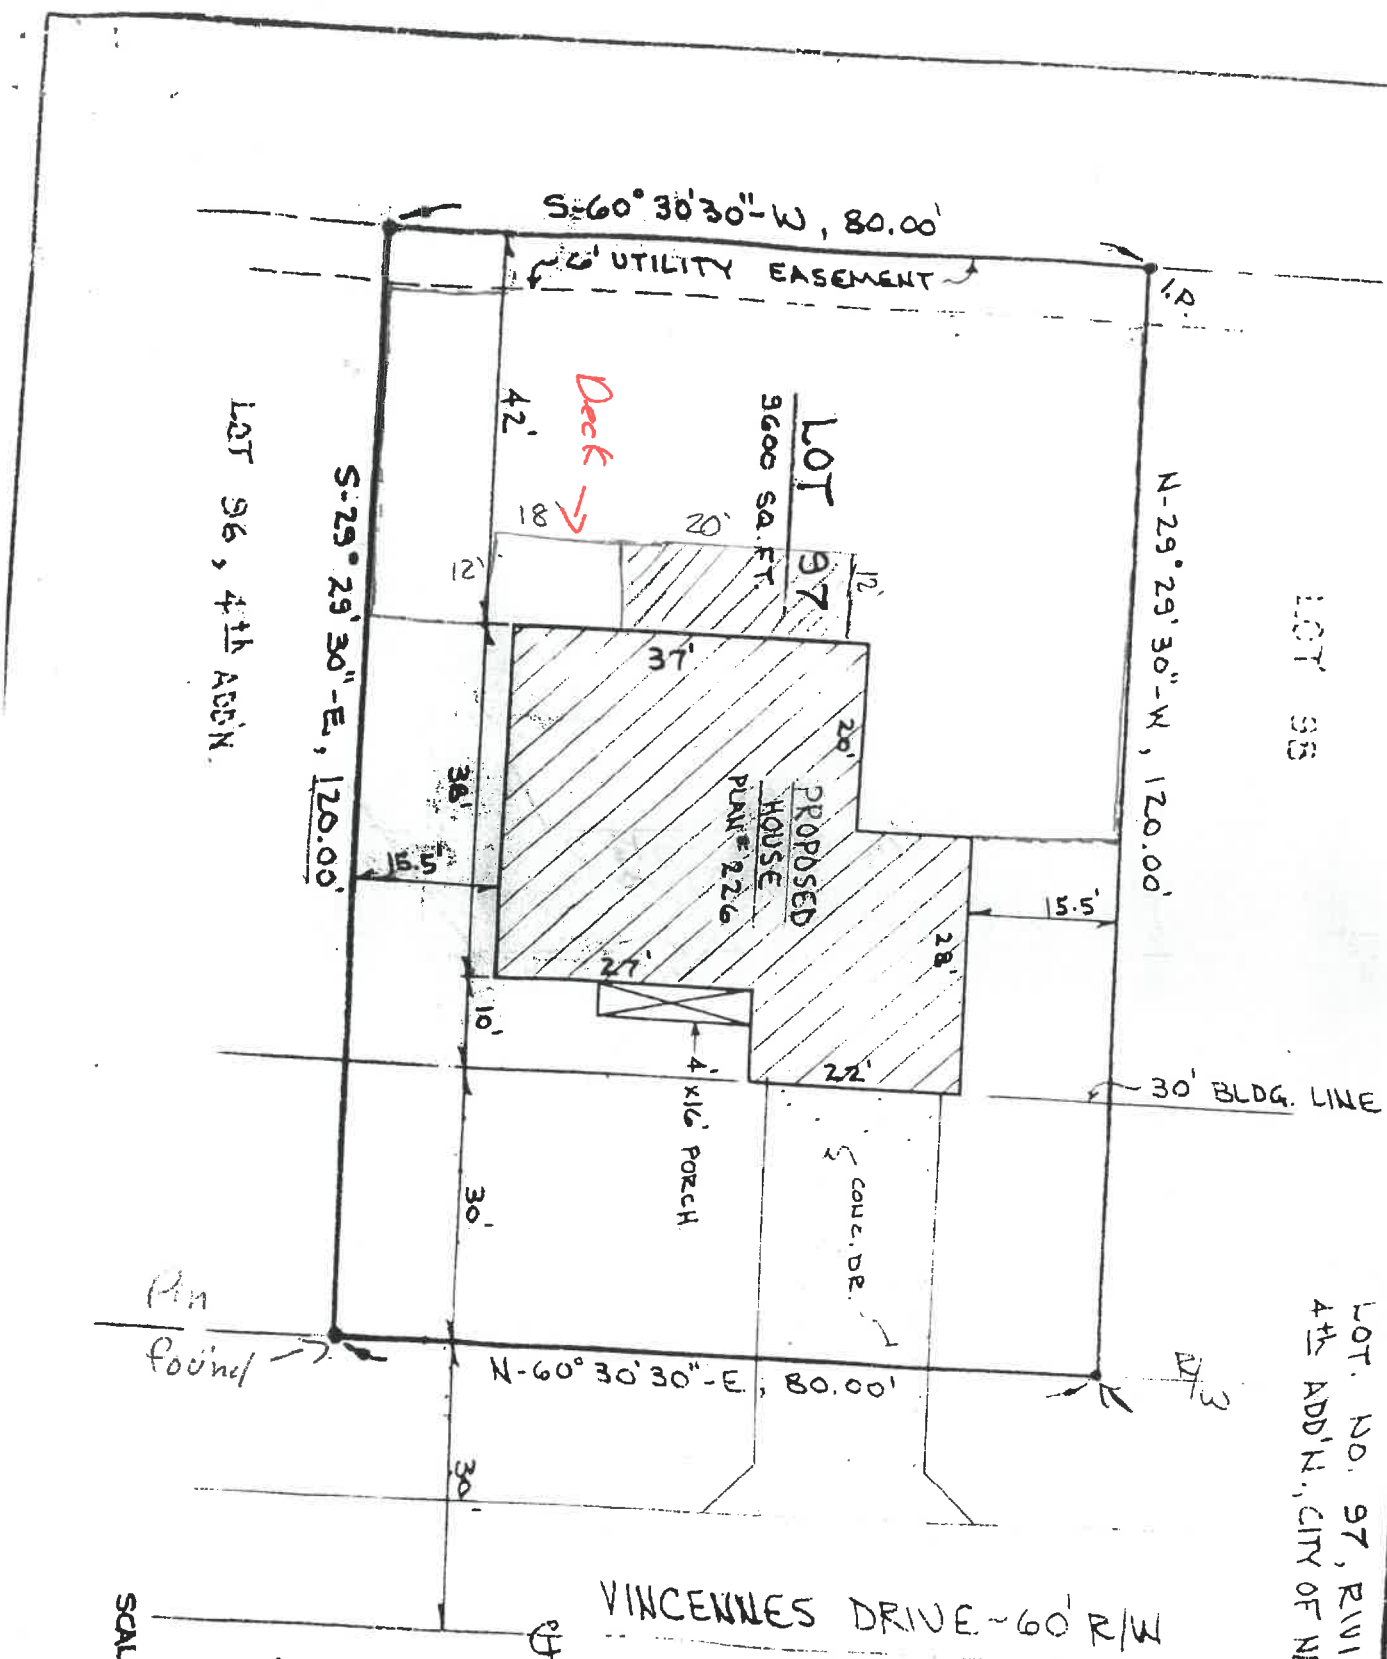 S-60° 30' 30"-W, 80.00'
6' UTILITY EASEMENT
I.P.
42'
Deck
LOT 97
9600 SQ. FT.
N-29° 29' 30"-W, 120.00'
LOT 98
LOT 96, 4th ADD'N.
S-29° 29' 30"-E, 120.00'
18'
20'
12'
12'
37'
20'
PROPOSED
HOUSE
PLAN # 226
38'
15.5'
15.5'
28'
27'
10'
22'
4' x 16' PORCH
30' BLDG. LINE
30'
CONC. DR.
Pin
found
N-60° 30' 30"-E, 80.00'
R/W
30'
LOT. NO. 97, RIVI
4th ADD'N., CITY OF NE
VINCENNES DRIVE ~ 60' R/W
℄
SCAL